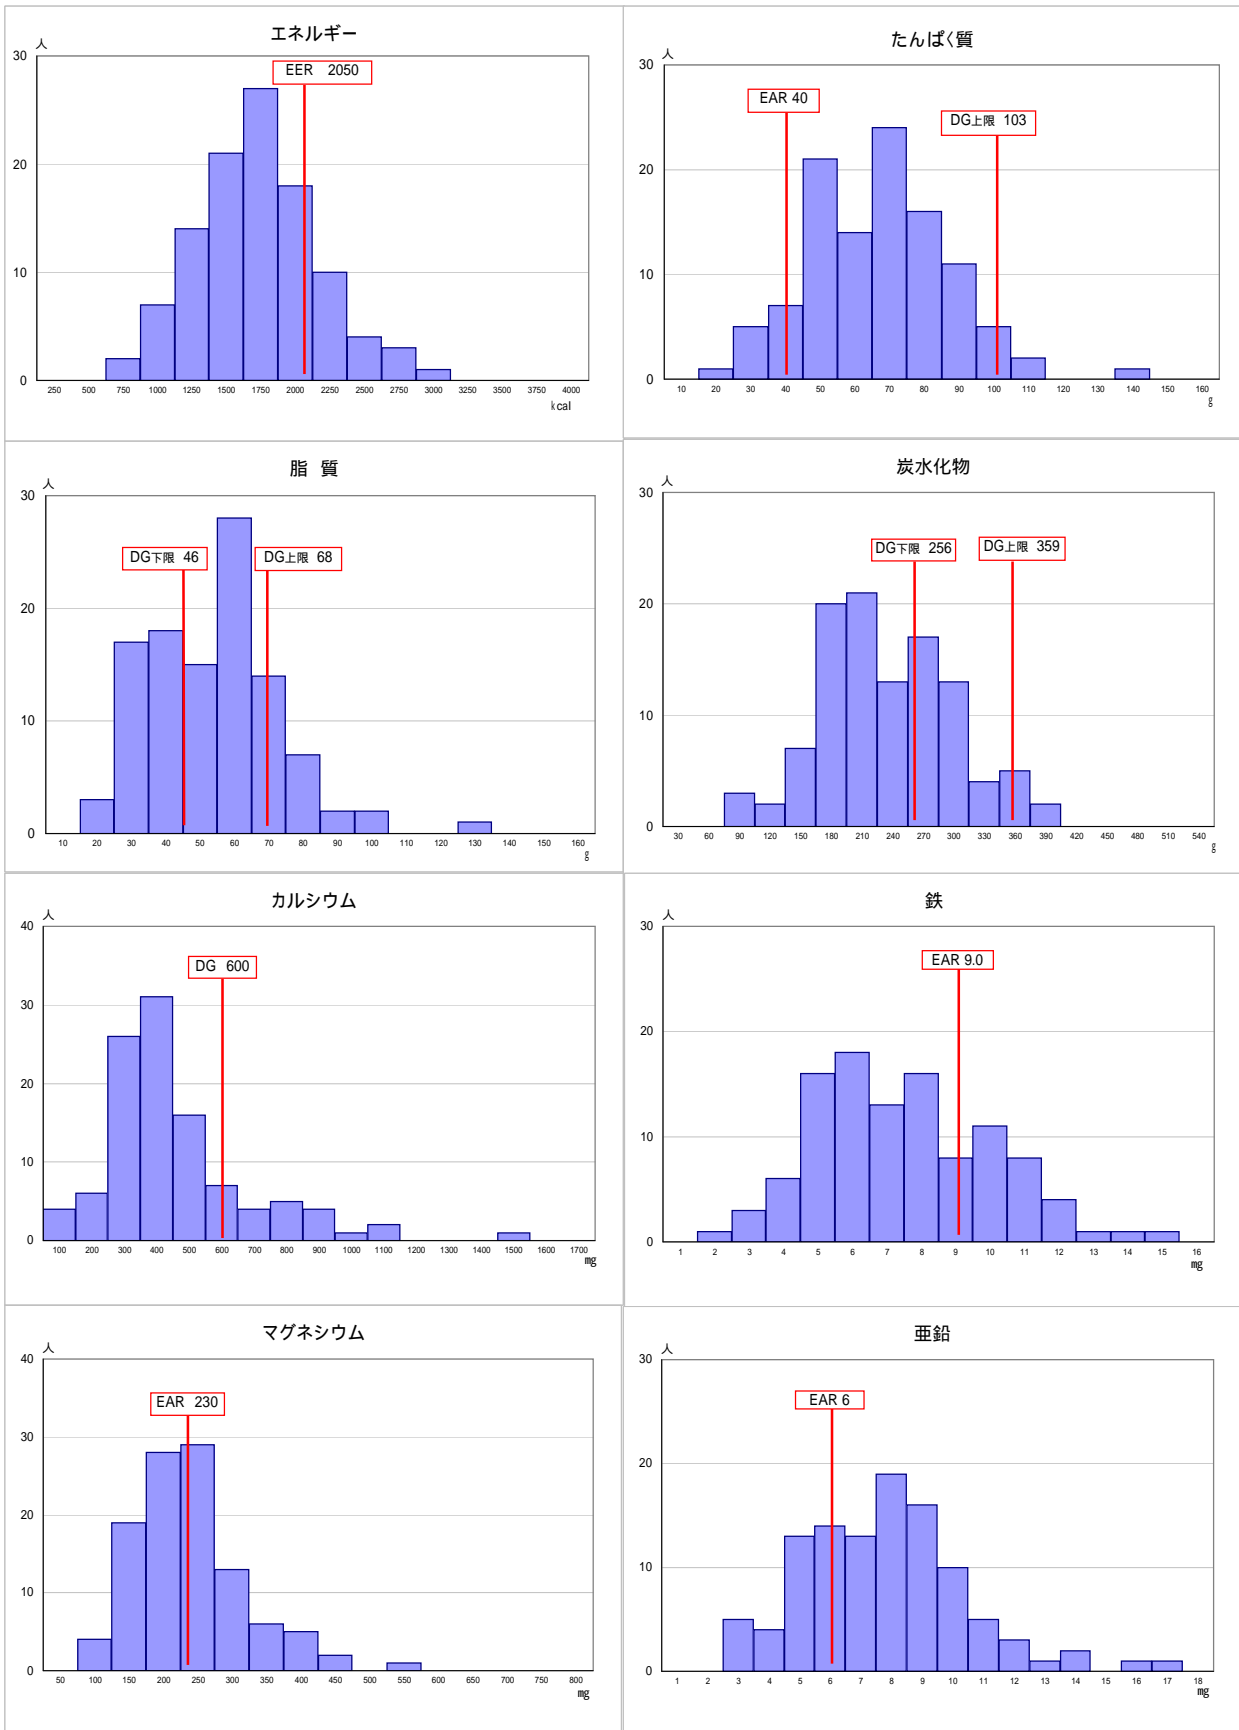 エネルギー
人
EER 2050
30
20
10
0
250 500 750 1000 1250 1500 1750 2000 2250 2500 2750 3000 3250 3500 3750 4000
kcal
たんぱく質
人
EAR 40
DG上限 103
30
20
10
0
10 20 30 40 50 60 70 80 90 100 110 120 130 140 150 160
g
脂 質
人
DG下限 46
DG上限 68
30
20
10
0
10 20 30 40 50 60 70 80 90 100 110 120 130 140 150 160
g
炭水化物
人
DG下限 256
DG上限 359
30
20
10
0
30 60 90 120 150 180 210 240 270 300 330 360 390 420 450 480 510 540
g
カルシウム
人
DG 600
40
30
20
10
0
100 200 300 400 500 600 700 800 900 1000 1100 1200 1300 1400 1500 1600 1700
mg
鉄
人
EAR 9.0
30
20
10
0
1 2 3 4 5 6 7 8 9 10 11 12 13 14 15 16
mg
マグネシウム
人
EAR 230
40
30
20
10
0
50 100 150 200 250 300 350 400 450 500 550 600 650 700 750 800
mg
亜鉛
人
EAR 6
30
20
10
0
1 2 3 4 5 6 7 8 9 10 11 12 13 14 15 16 17 18
mg